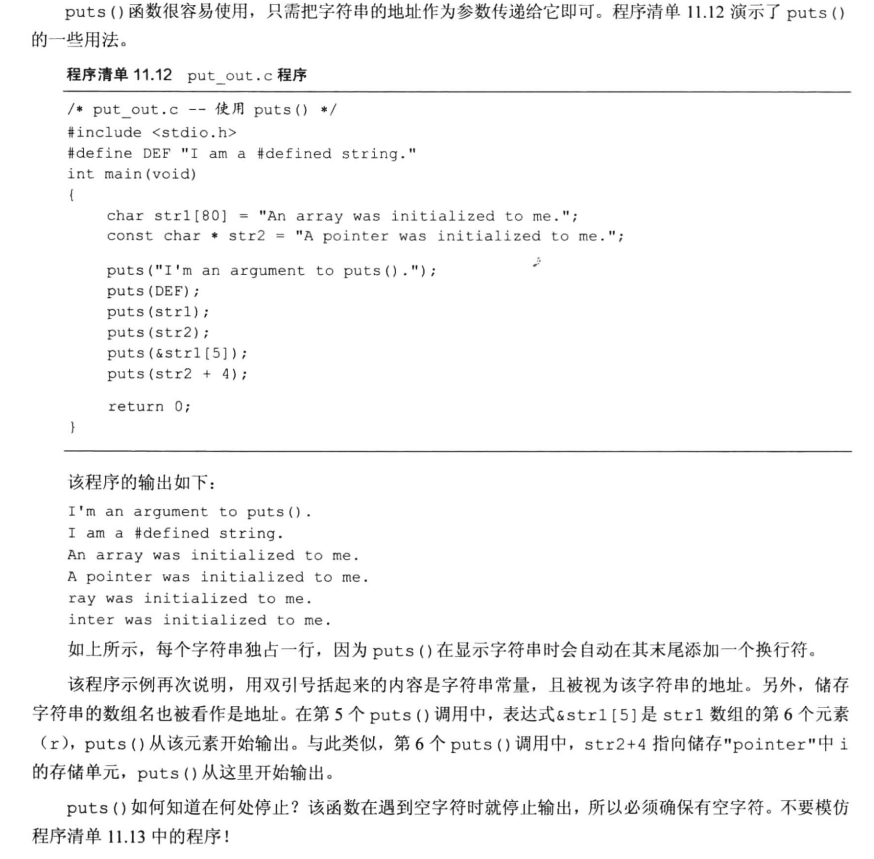 puts()函数很容易使用，只需把字符串的地址作为参数传递给它即可。程序清单 11.12 演示了 puts()
的一些用法。
程序清单 11.12 put_out.c 程序
/* put_out.c -- 使用 puts() */
#include <stdio.h>
#define DEF "I am a #defined string."
int main(void)
{
    char str1[80] = "An array was initialized to me.";
    const char * str2 = "A pointer was initialized to me.";
    puts("I'm an argument to puts().");
    puts(DEF);
    puts(str1);
    puts(str2);
    puts(&str1[5]);
    puts(str2 + 4);
    return 0;
}
该程序的输出如下：
I'm an argument to puts().
I am a #defined string.
An array was initialized to me.
A pointer was initialized to me.
ray was initialized to me.
inter was initialized to me.
如上所示，每个字符串独占一行，因为 puts()在显示字符串时会自动在其末尾添加一个换行符。
该程序示例再次说明，用双引号括起来的内容是字符串常量，且被视为该字符串的地址。另外，储存
字符串的数组名也被看作是地址。在第 5 个 puts()调用中，表达式&str1[5]是 str1 数组的第 6 个元素
（r），puts()从该元素开始输出。与此类似，第 6 个 puts()调用中，str2+4 指向储存"pointer"中 i
的存储单元，puts()从这里开始输出。
puts()如何知道在何处停止？该函数在遇到空字符时就停止输出，所以必须确保有空字符。不要模仿
程序清单 11.13 中的程序！